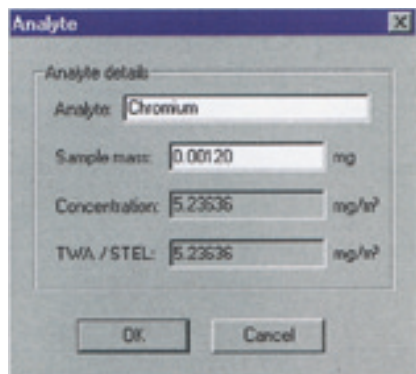 Analyte
Analyte details
Analyte: Chromium
Sample mass: 0.00120 mg
Concentration: 5.23636 mg/m³
TWA / STEL: 5.23636 mg/m³
OK Cancel